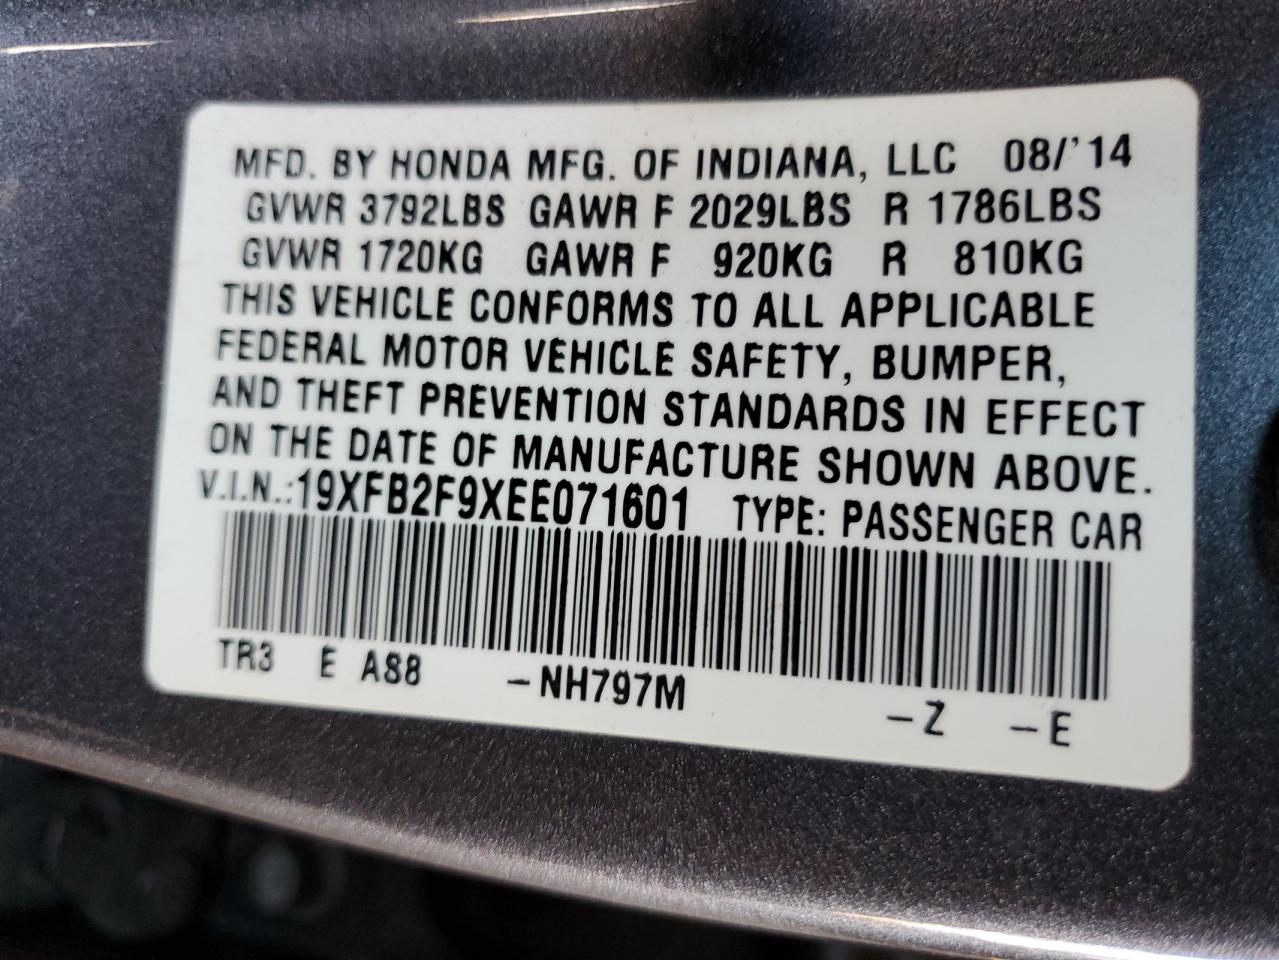 MFD. BY HONDA MFG. OF INDIANA, LLC 08/'14
GVWR 3792LBS GAWR F 2029LBS R 1786LBS
GVWR 1720KG GAWR F 920KG R 810KG
THIS VEHICLE CONFORMS TO ALL APPLICABLE
FEDERAL MOTOR VEHICLE SAFETY, BUMPER,
AND THEFT PREVENTION STANDARDS IN EFFECT
ON THE DATE OF MANUFACTURE SHOWN ABOVE.
V.I.N.:19XFB2F9XEE071601 TYPE: PASSENGER CAR
TR3 E AS8 -NH797M -Z -E